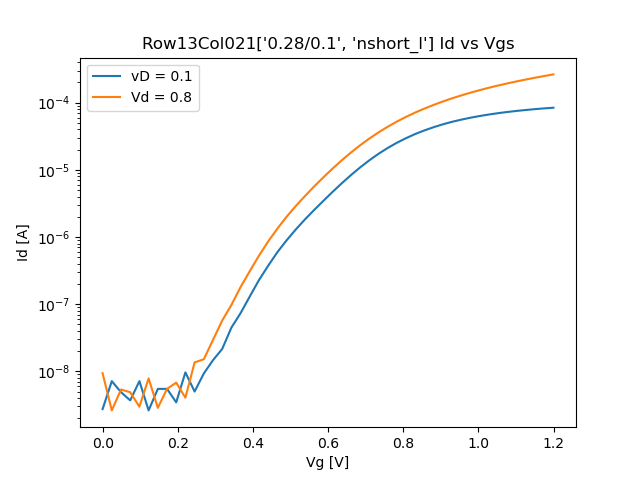 Row13Col021['0.28/0.1', 'nshort_l'] Id vs Vgs
vD = 0.1
Vd = 0.8
Id [A]
10⁻⁴
10⁻⁵
10⁻⁶
10⁻⁷
10⁻⁸
0.0 0.2 0.4 0.6 0.8 1.0 1.2
Vg [V]